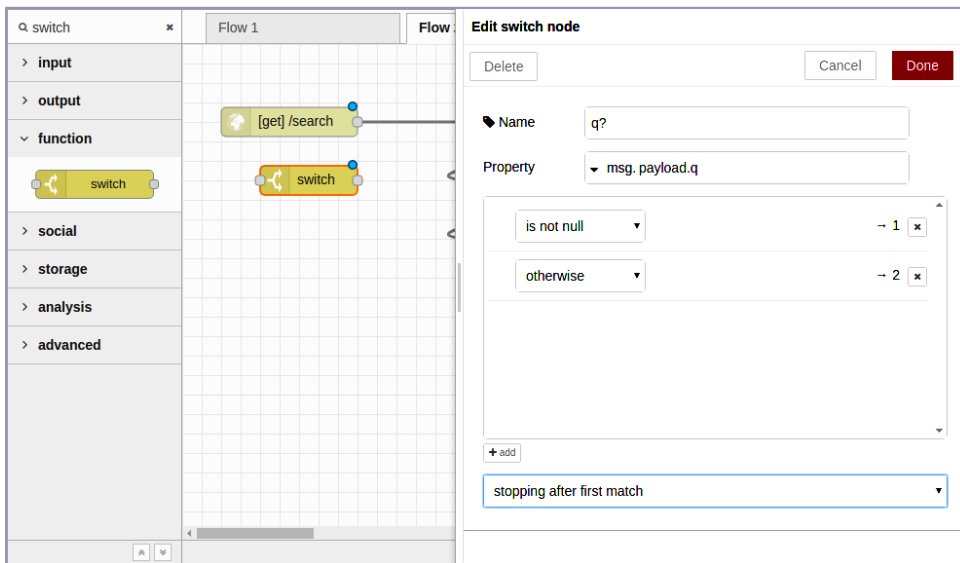 switch
Flow 1
Flow
Edit switch node
input
output
function
switch
social
storage
analysis
advanced
[get] /search
switch
Delete
Cancel
Done
Name
q?
Property
msg. payload.q
is not null
→ 1
otherwise
→ 2
add
stopping after first match